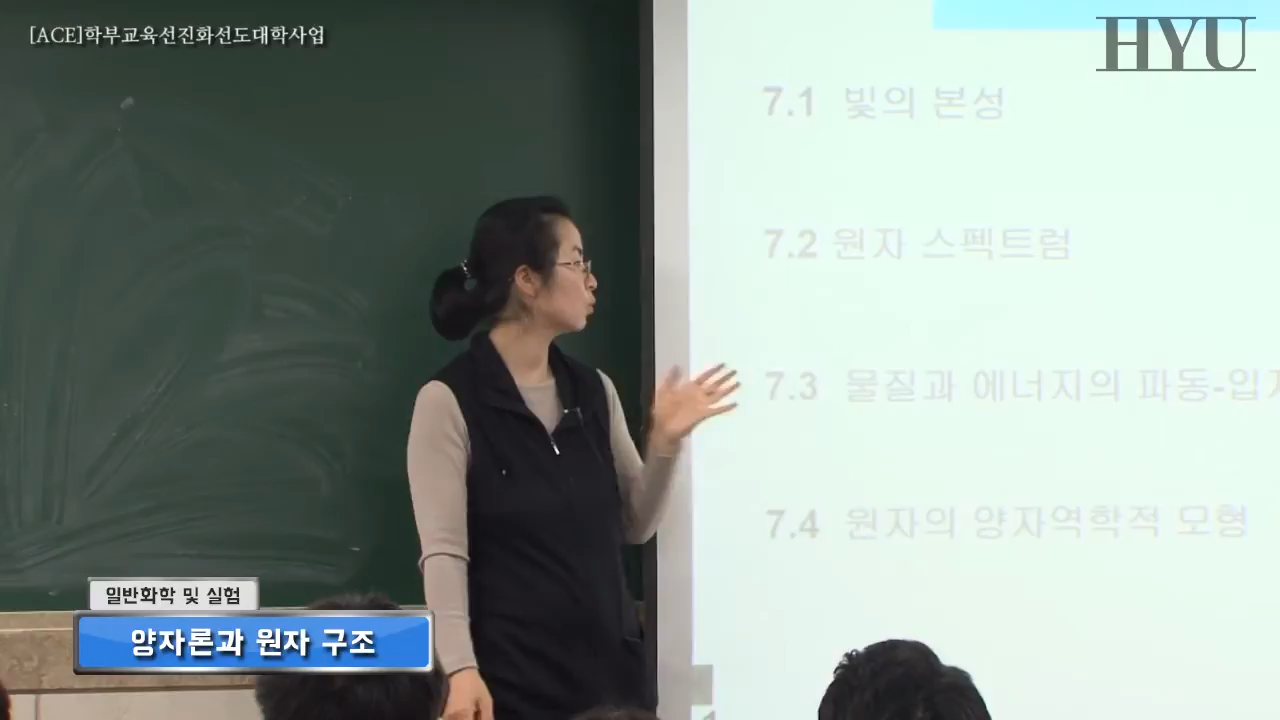 [ACE]학부교육선진화선도대학사업
HYU
7.1 빛의 본성
7.2 원자 스펙트럼
7.3 물질과 에너지의 파동-입
7.4 원자의 양자역학적 모형
일반화학 및 실험
양자론과 원자 구조